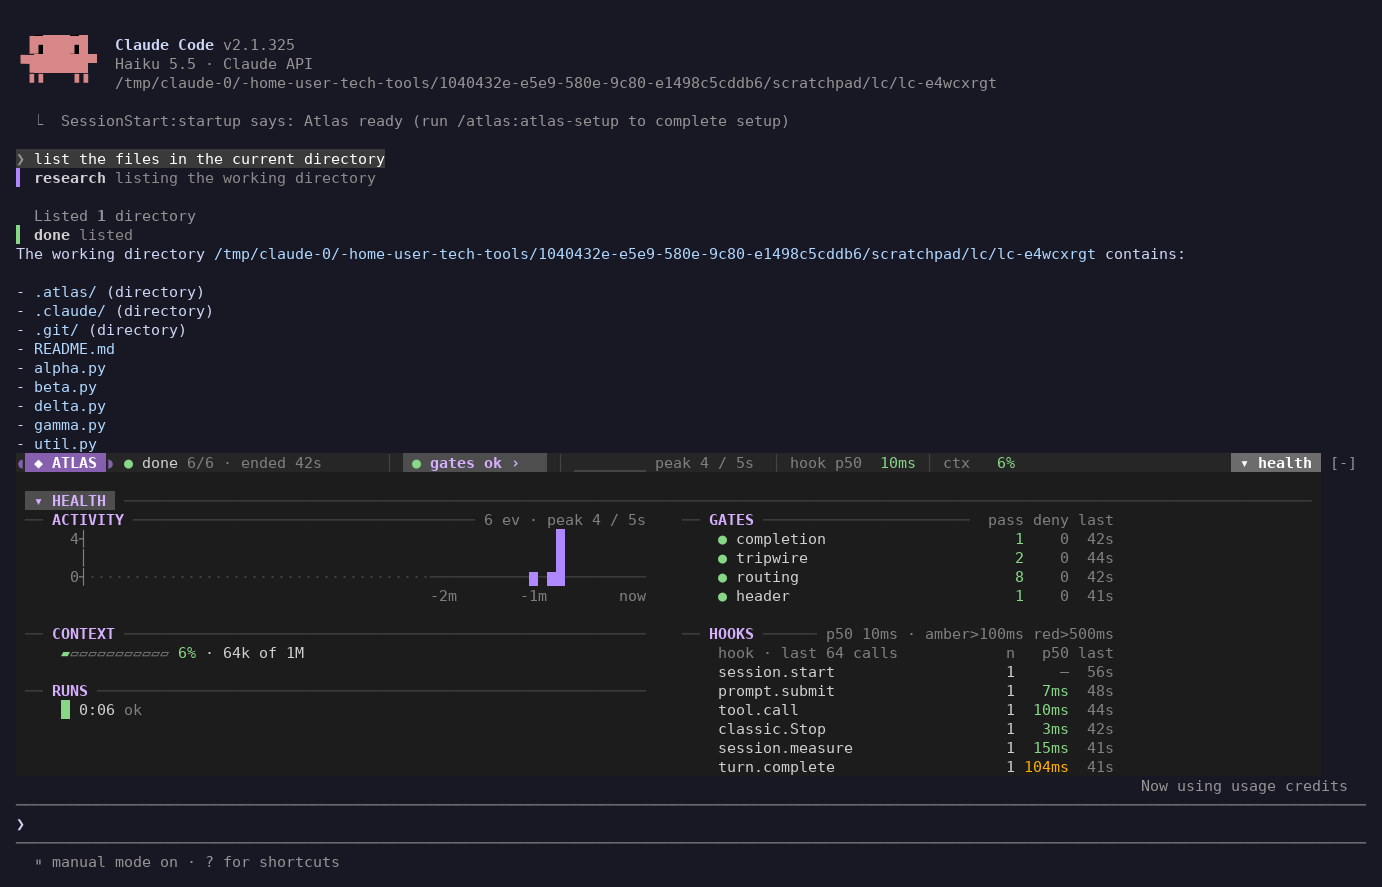 Claude Code v2.1.325
Haiku 5.5 · Claude API
/tmp/claude-0/-home-user-tech-tools/1040432e-e5e9-580e-9c80-e1498c5cddb6/scratchpad/lc/lc-e4wcxrgt
└ SessionStart:startup says: Atlas ready (run /atlas:atlas-setup to complete setup)
❯ list the files in the current directory
research listing the working directory
Listed 1 directory
done listed
The working directory /tmp/claude-0/-home-user-tech-tools/1040432e-e5e9-580e-9c80-e1498c5cddb6/scratchpad/lc/lc-e4wcxrgt contains:
- .atlas/ (directory)
- .claude/ (directory)
- .git/ (directory)
- README.md
- alpha.py
- beta.py
- delta.py
- gamma.py
- util.py
◆ ATLAS ● done 6/6 · ended 42s │ ● gates ok › │ ________ peak 4 / 5s │ hook p50 10ms │ ctx 6% ▾ health [-]
▾ HEALTH
ACTIVITY 6 ev · peak 4 / 5s
4
0
-2m -1m now
GATES pass deny last
● completion 1 0 42s
● tripwire 2 0 44s
● routing 8 0 42s
● header 1 0 41s
CONTEXT
▰▱▱▱▱▱▱▱▱▱▱▱ 6% · 64k of 1M
RUNS
0:06 ok
HOOKS p50 10ms · amber>100ms red>500ms
hook · last 64 calls n p50 last
session.start 1 — 56s
prompt.submit 1 7ms 48s
tool.call 1 10ms 44s
classic.Stop 1 3ms 42s
session.measure 1 15ms 41s
turn.complete 1 104ms 41s
Now using usage credits
❯
⏸ manual mode on · ? for shortcuts